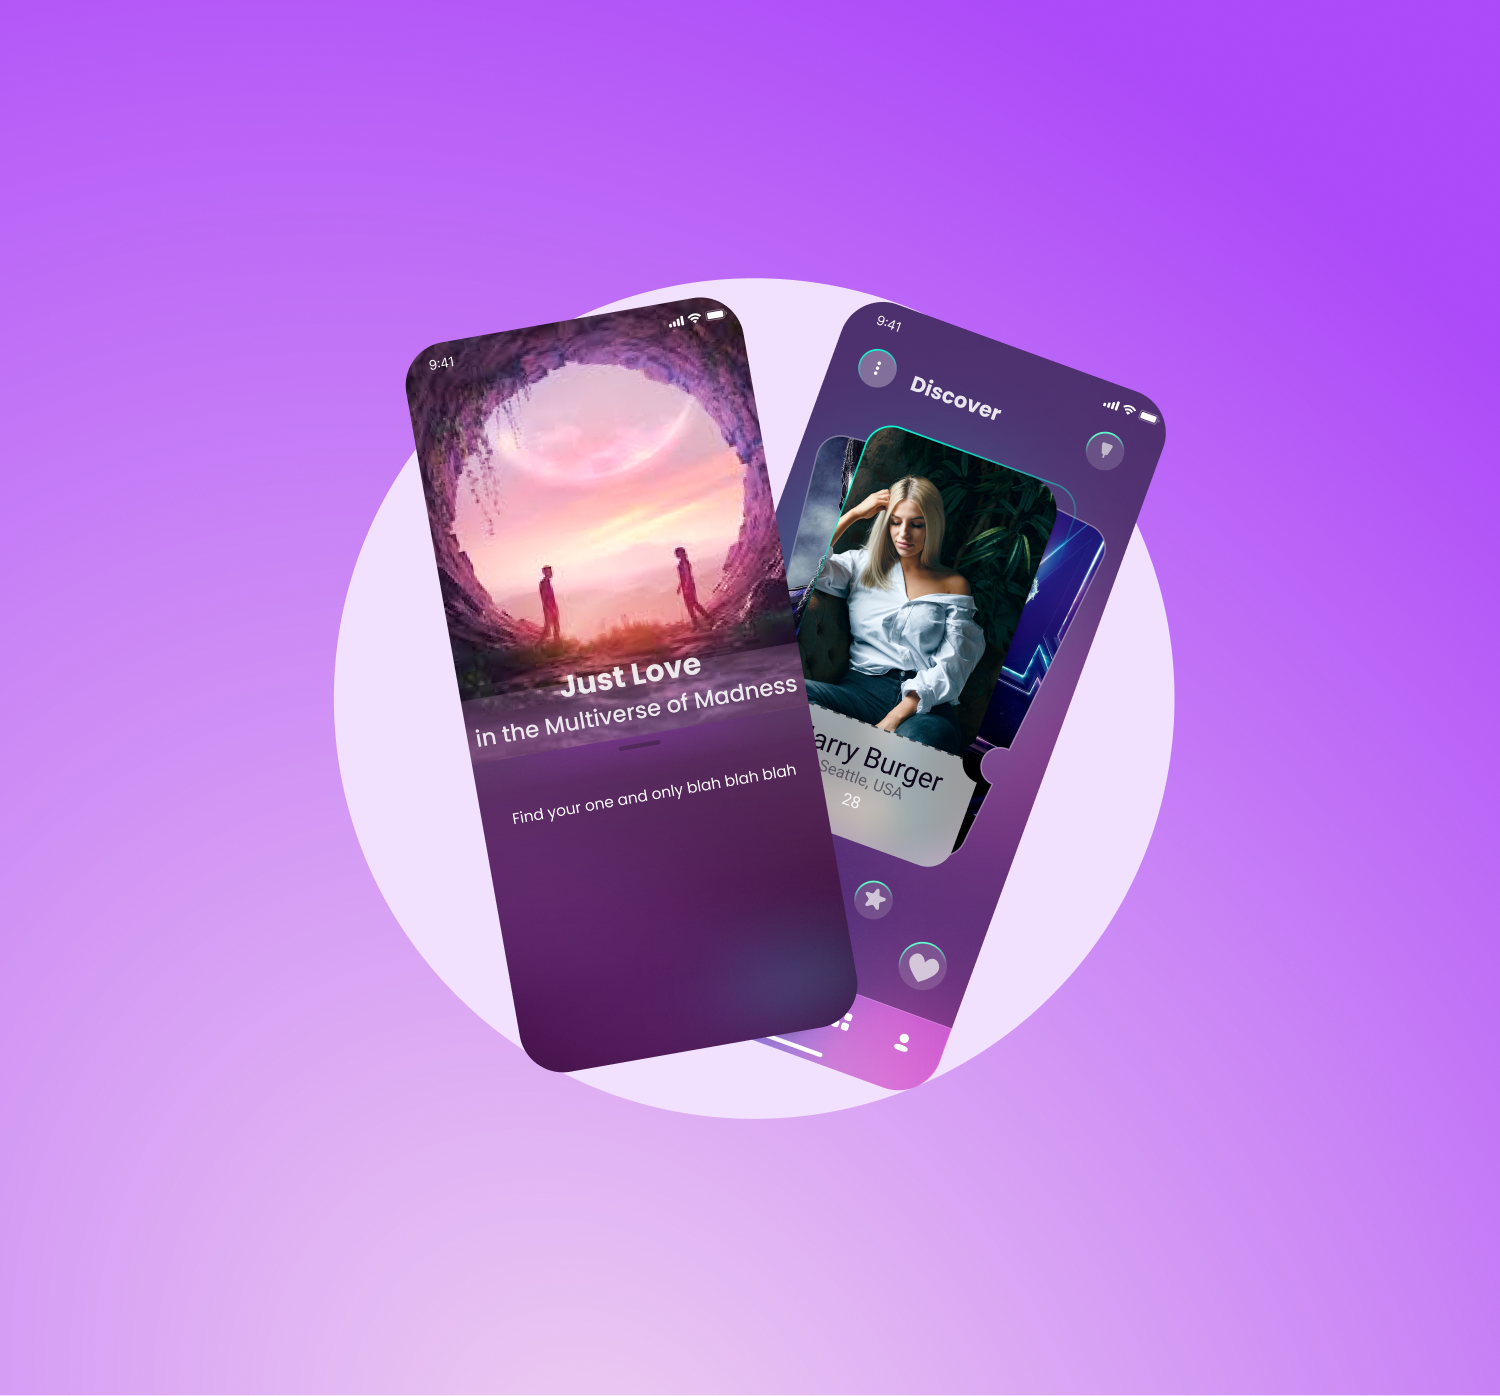 9:41
Just Love
in the Multiverse of Madness
Find your one and only blah blah blah
9:41
Discover
arry Burger
Seattle, USA
28